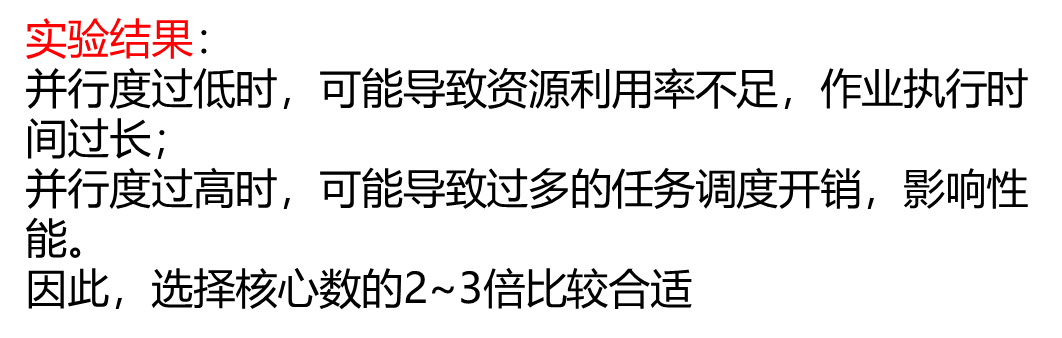 实验结果：
并行度过低时，可能导致资源利用率不足，作业执行时
间过长；
并行度过高时，可能导致过多的任务调度开销，影响性
能。
因此，选择核心数的2~3倍比较合适